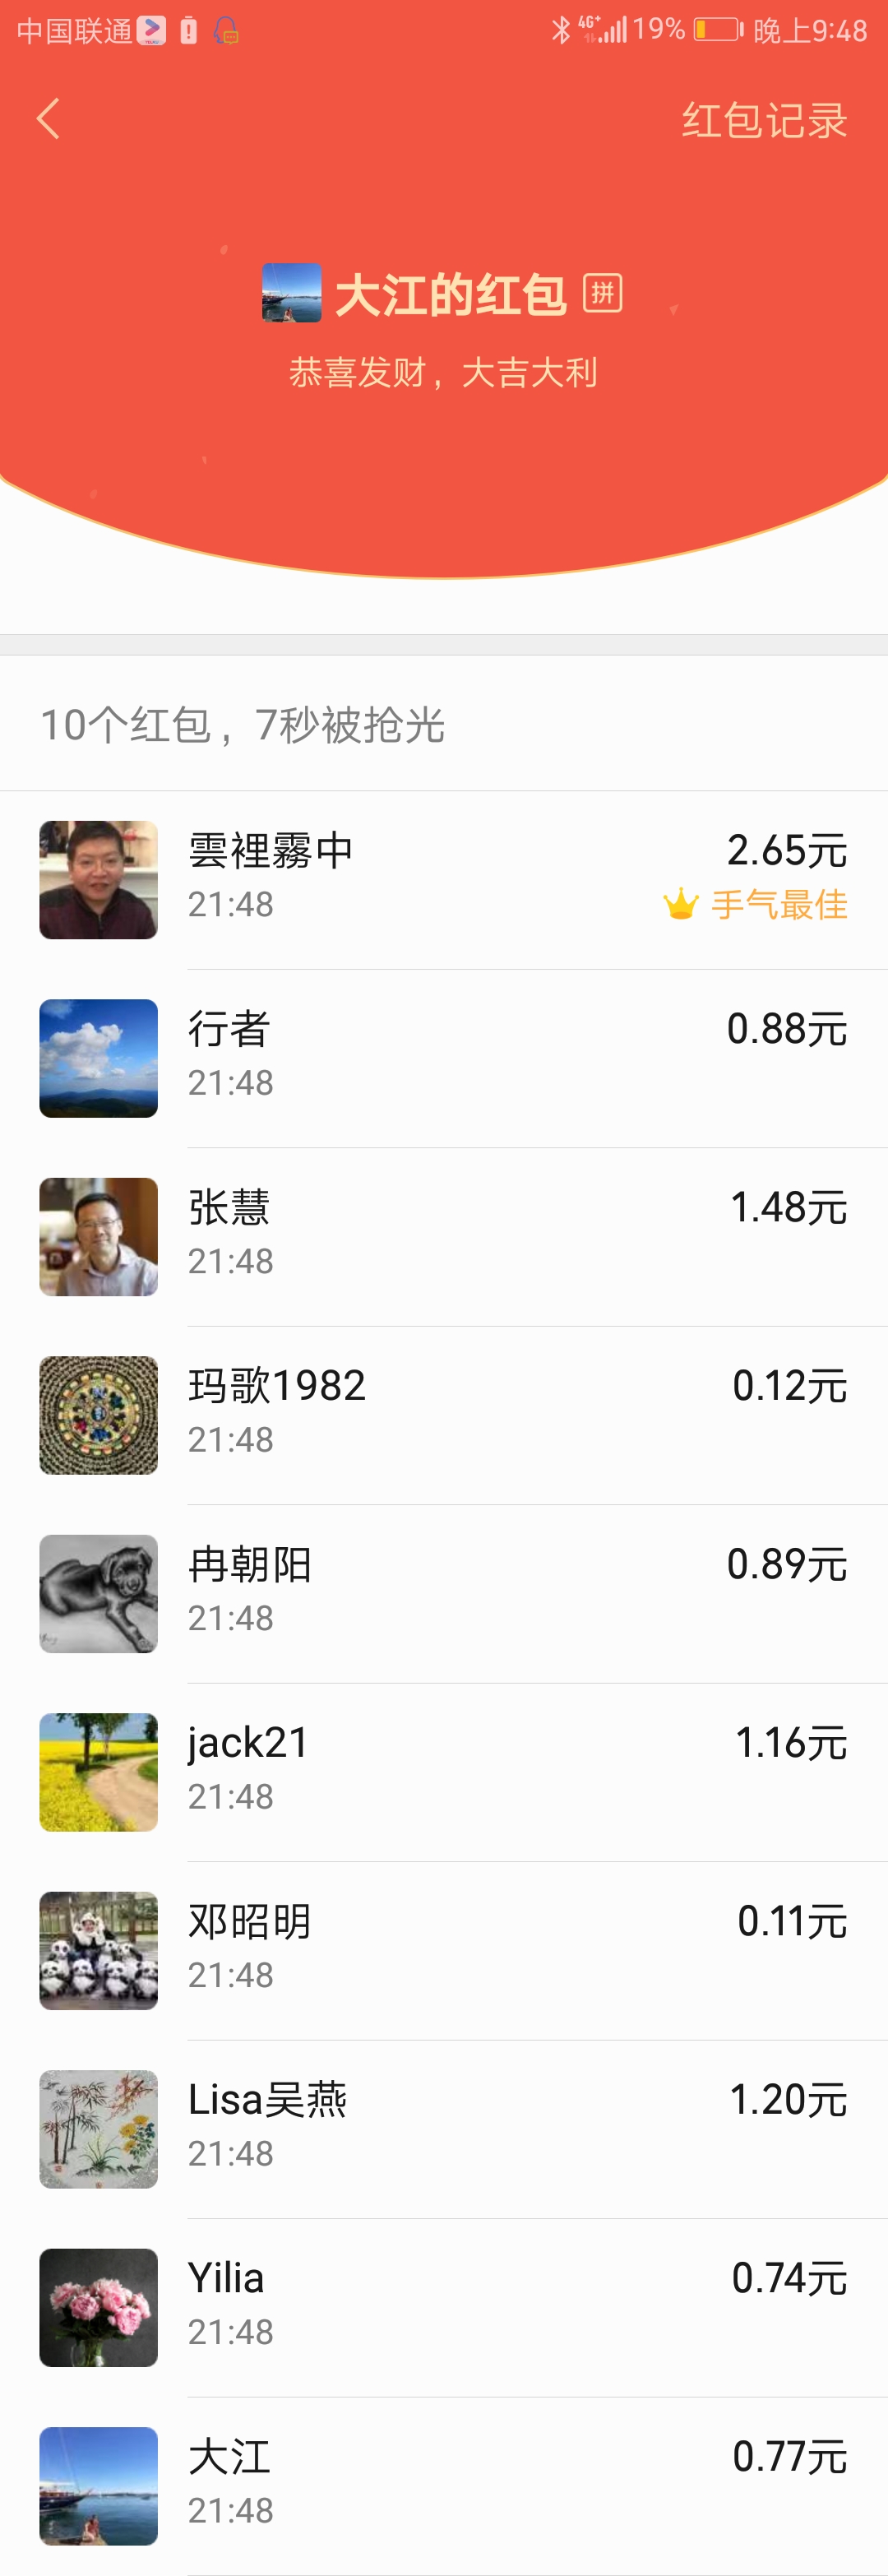 中国联通 4G+ 19% 晚上9:48
红包记录
大江的红包 拼
恭喜发财，大吉大利
10个红包，7秒被抢光
雲裡霧中 2.65元
21:48 手气最佳
行者 0.88元
21:48
张慧 1.48元
21:48
玛歌1982 0.12元
21:48
冉朝阳 0.89元
21:48
jack21 1.16元
21:48
邓昭明 0.11元
21:48
Lisa吴燕 1.20元
21:48
Yilia 0.74元
21:48
大江 0.77元
21:48